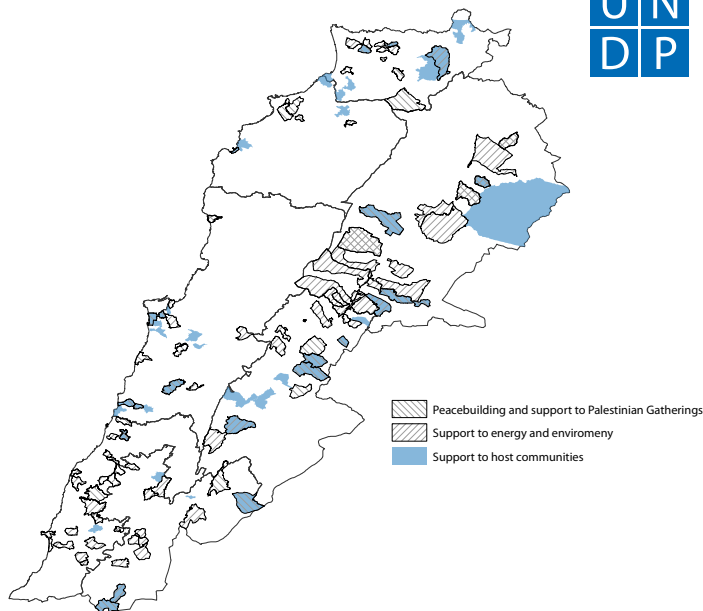 U N
D P
Peacebuilding and support to Palestinian Gatherings
Support to energy and enviromeny
Support to host communities